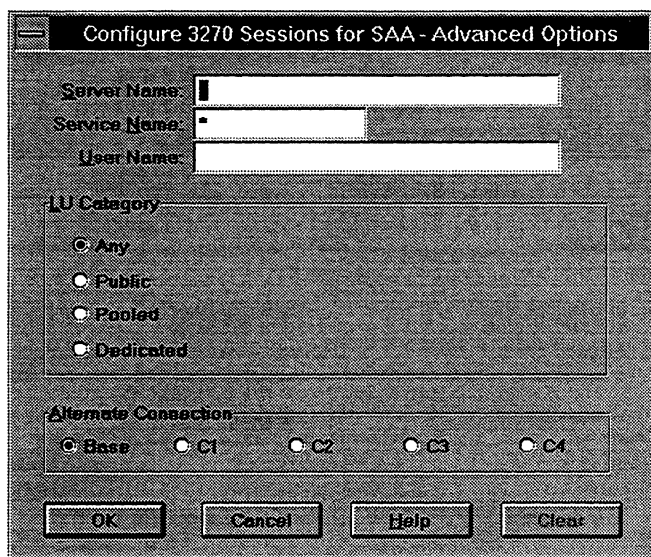 Configure 3270 Sessions for SAA - Advanced Options
Server Name: *
Service Name: *
User Name:
LU Category
Any
Public
Pooled
Dedicated
Alternate Connection
Base C1 C2 C3 C4
OK Cancel Help Clear